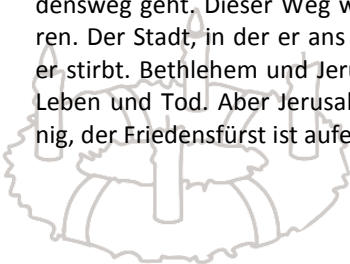 densweg geht. Dieser Weg w
ren. Der Stadt, in der er ans
er stirbt. Bethlehem und Jeru
Leben und Tod. Aber Jerusal
nig, der Friedensfürst ist aufe